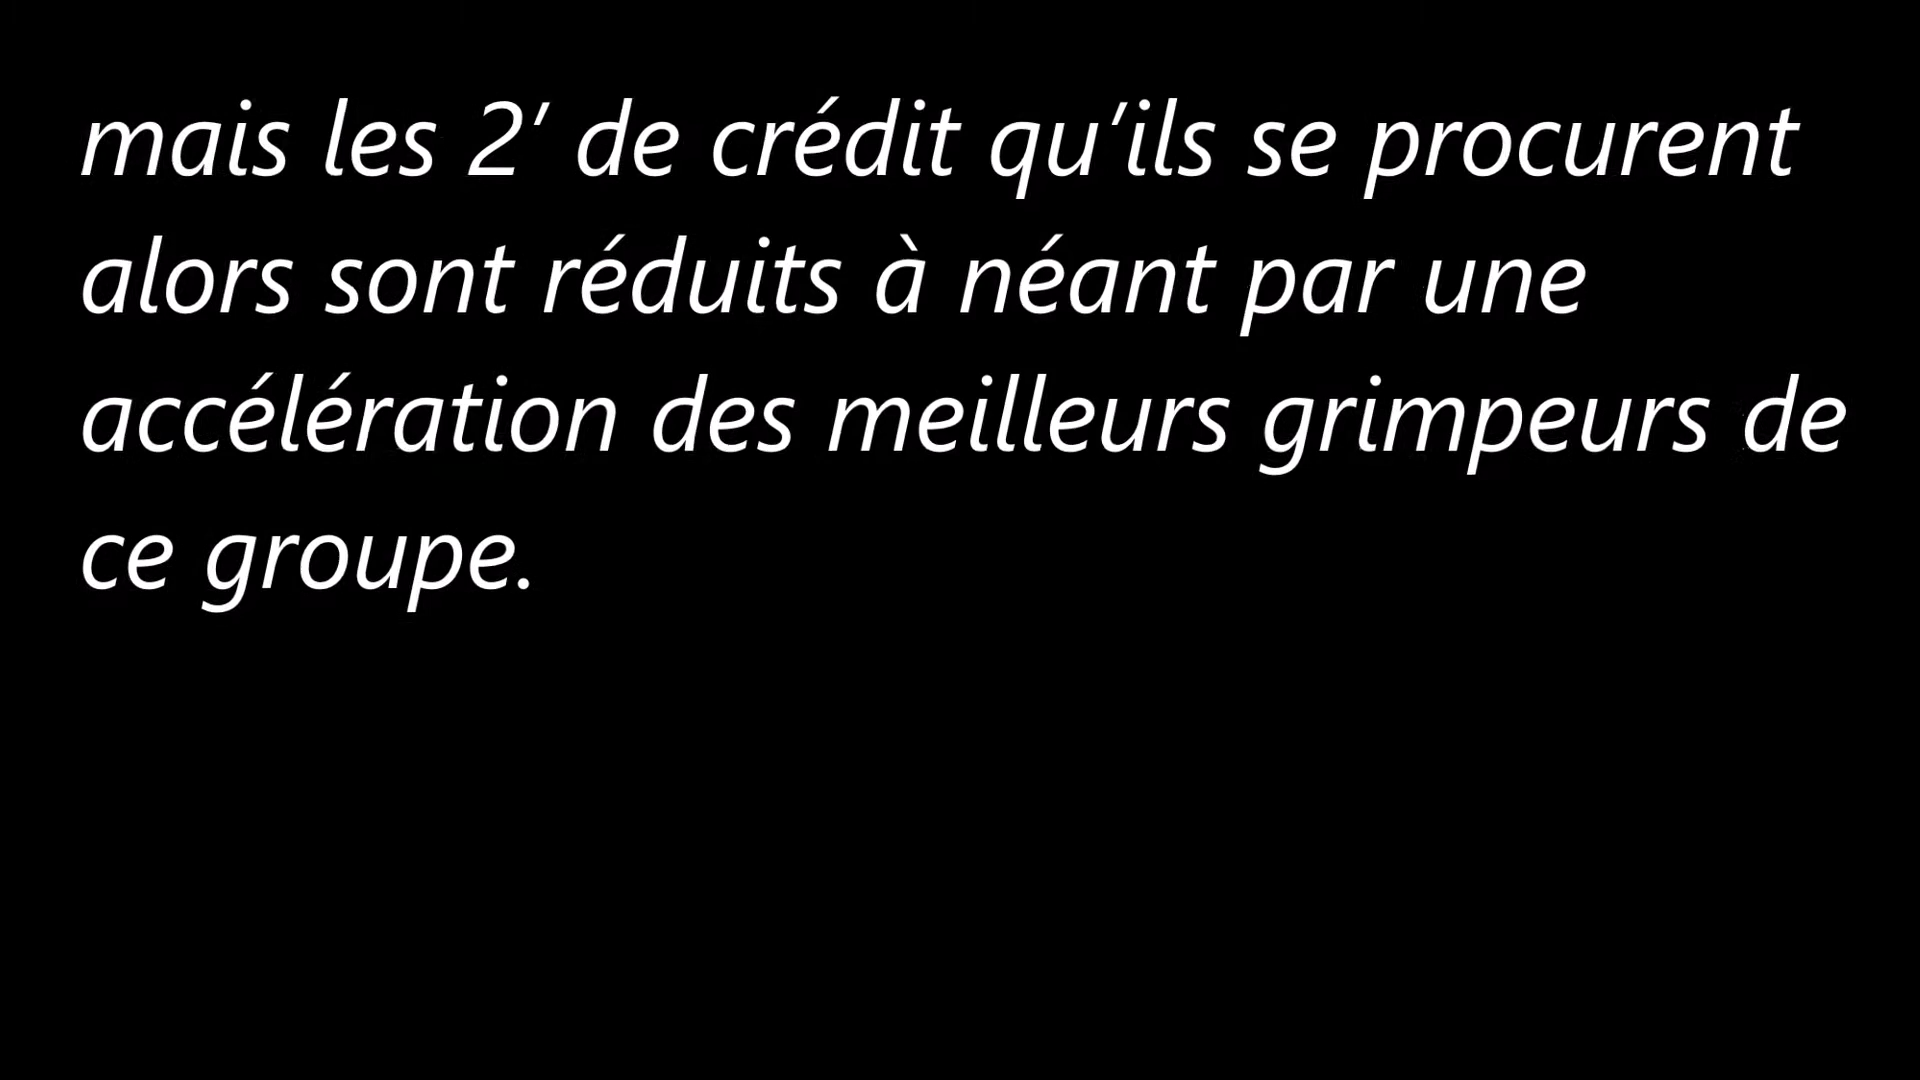 mais les 2’ de crédit qu’ils se procurent
alors sont réduits à néant par une
accélération des meilleurs grimpeurs de
ce groupe.